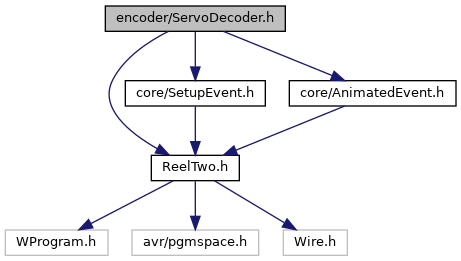 encoder/ServoDecoder.h
core/SetupEvent.h
core/AnimatedEvent.h
ReelTwo.h
WProgram.h
avr/pgmspace.h
Wire.h